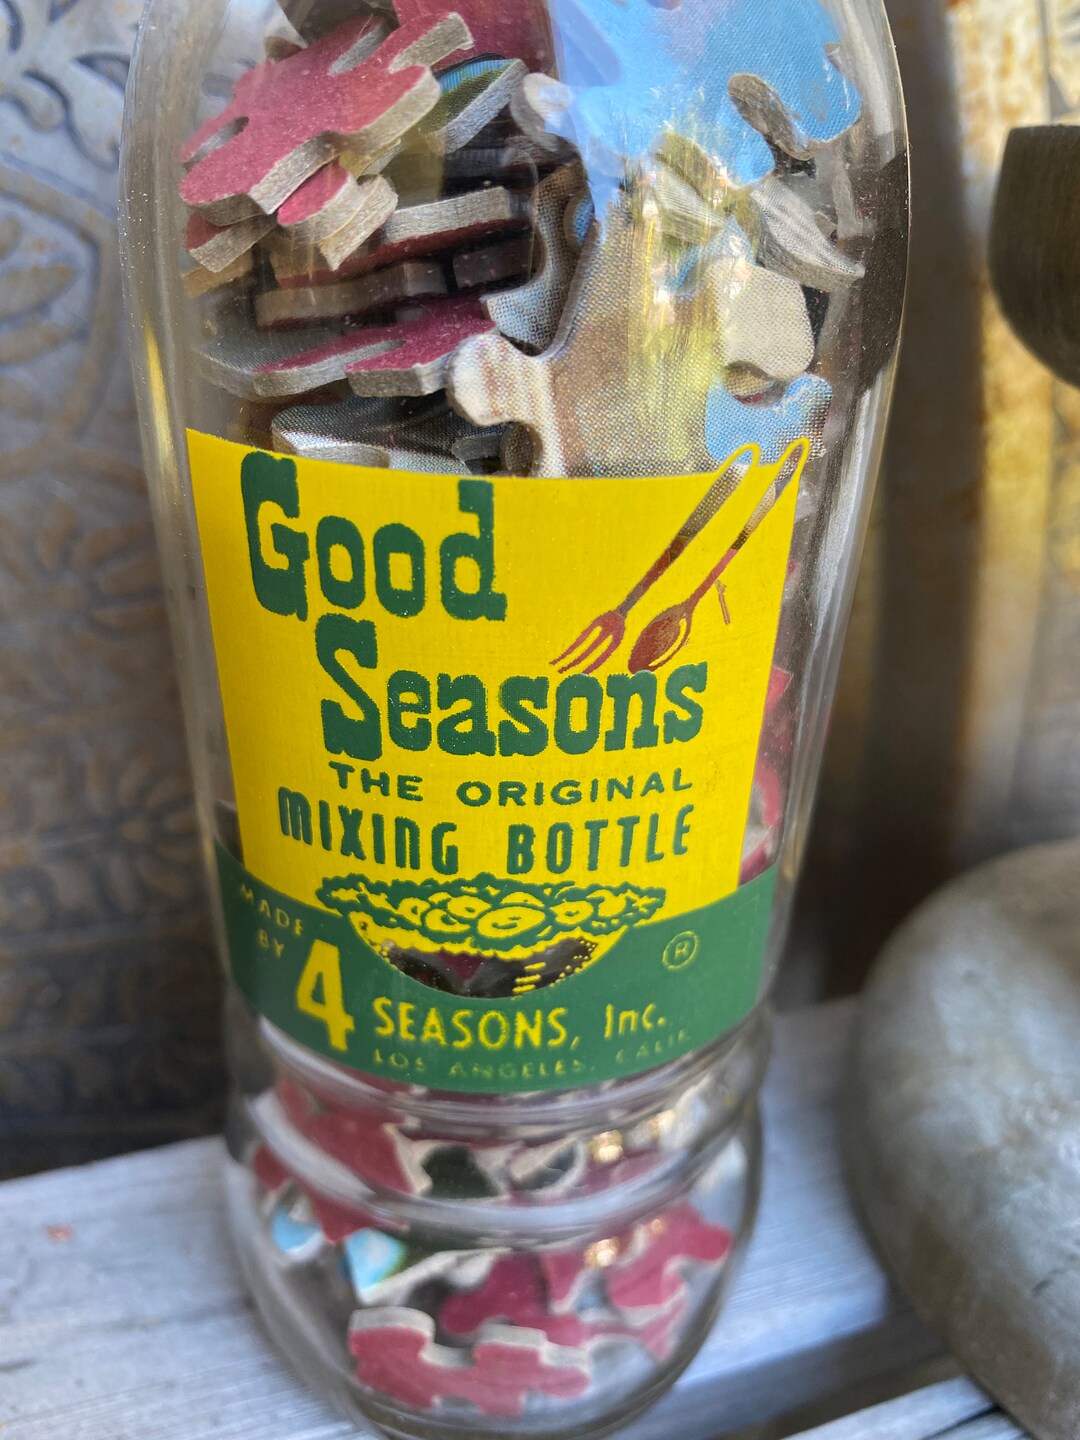 Good
Seasons
THE ORIGINAL
MIXING BOTTLE
MADE
BY
4 SEASONS, Inc.
®
LOS ANGELES, CALIF.